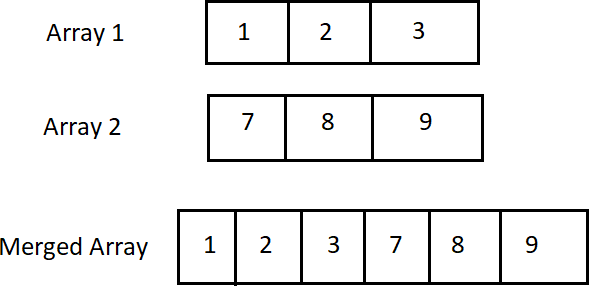 Array 1 1 2 3
Array 2 7 8 9
Merged Array 1 2 3 7 8 9